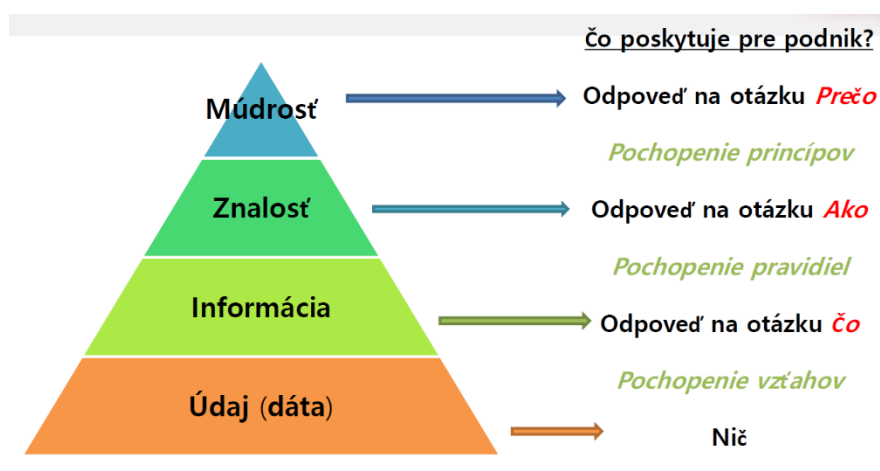 Čo poskytuje pre podnik?
Múdrosť
Odpoveď na otázku Prečo
Pochopenie princípov
Znalosť
Odpoveď na otázku Ako
Pochopenie pravidiel
Informácia
Odpoveď na otázku Čo
Pochopenie vzťahov
Údaj (dáta)
Nič